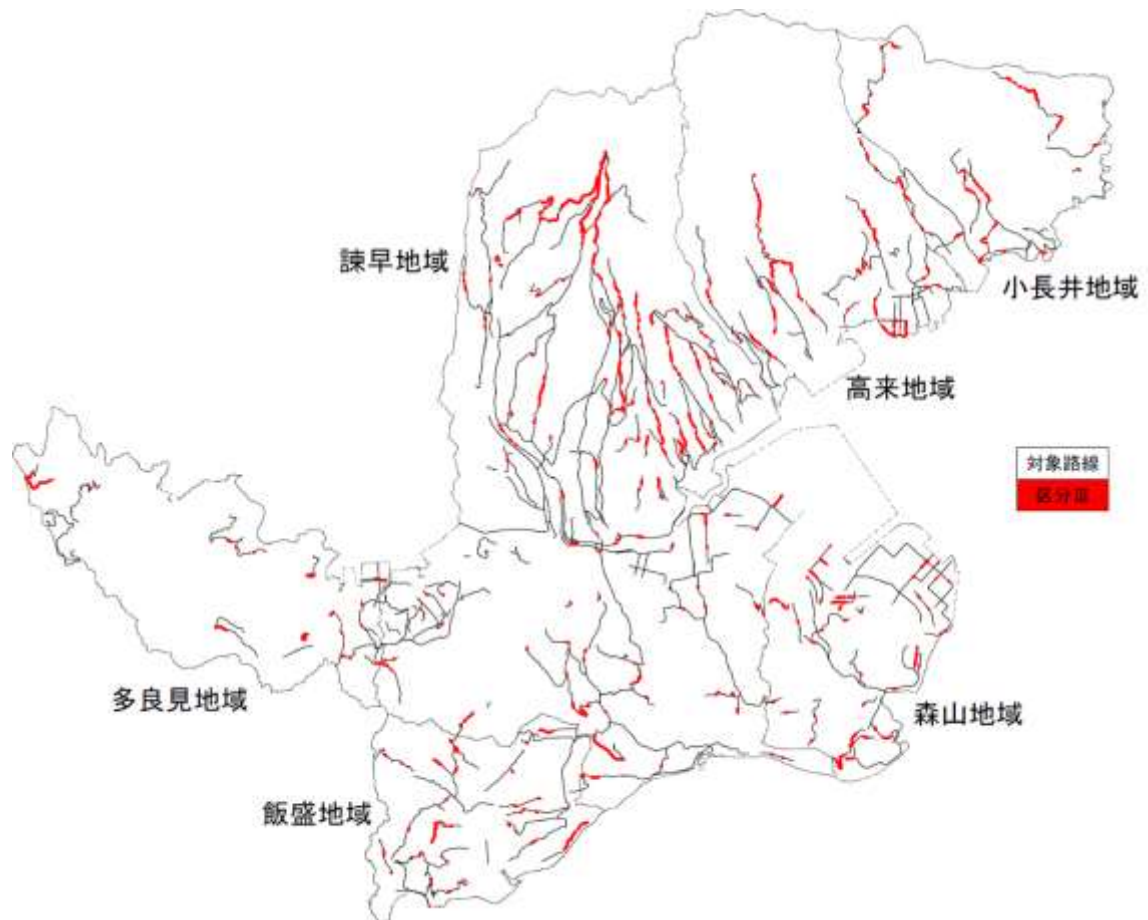 諫早地域
小長井地域
高来地域
対象路線
区分Ⅲ
多良見地域
森山地域
飯盛地域